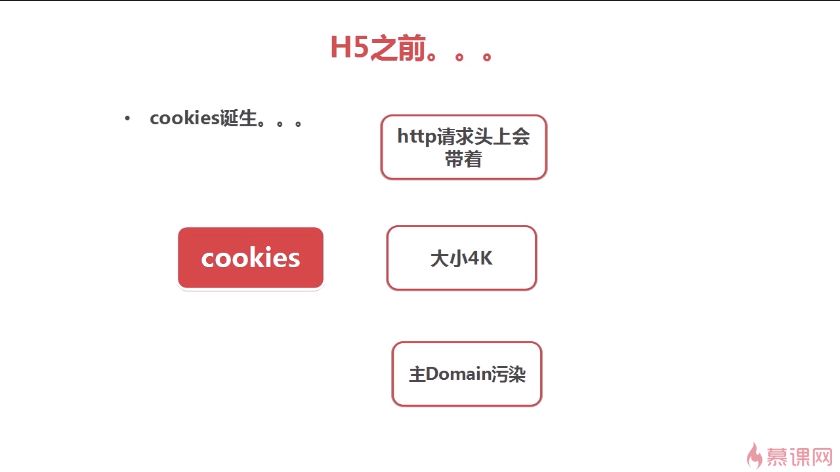 H5之前。。。
• cookies诞生。。。
http请求头上会
带着
cookies
大小4K
主Domain污染
慕课网